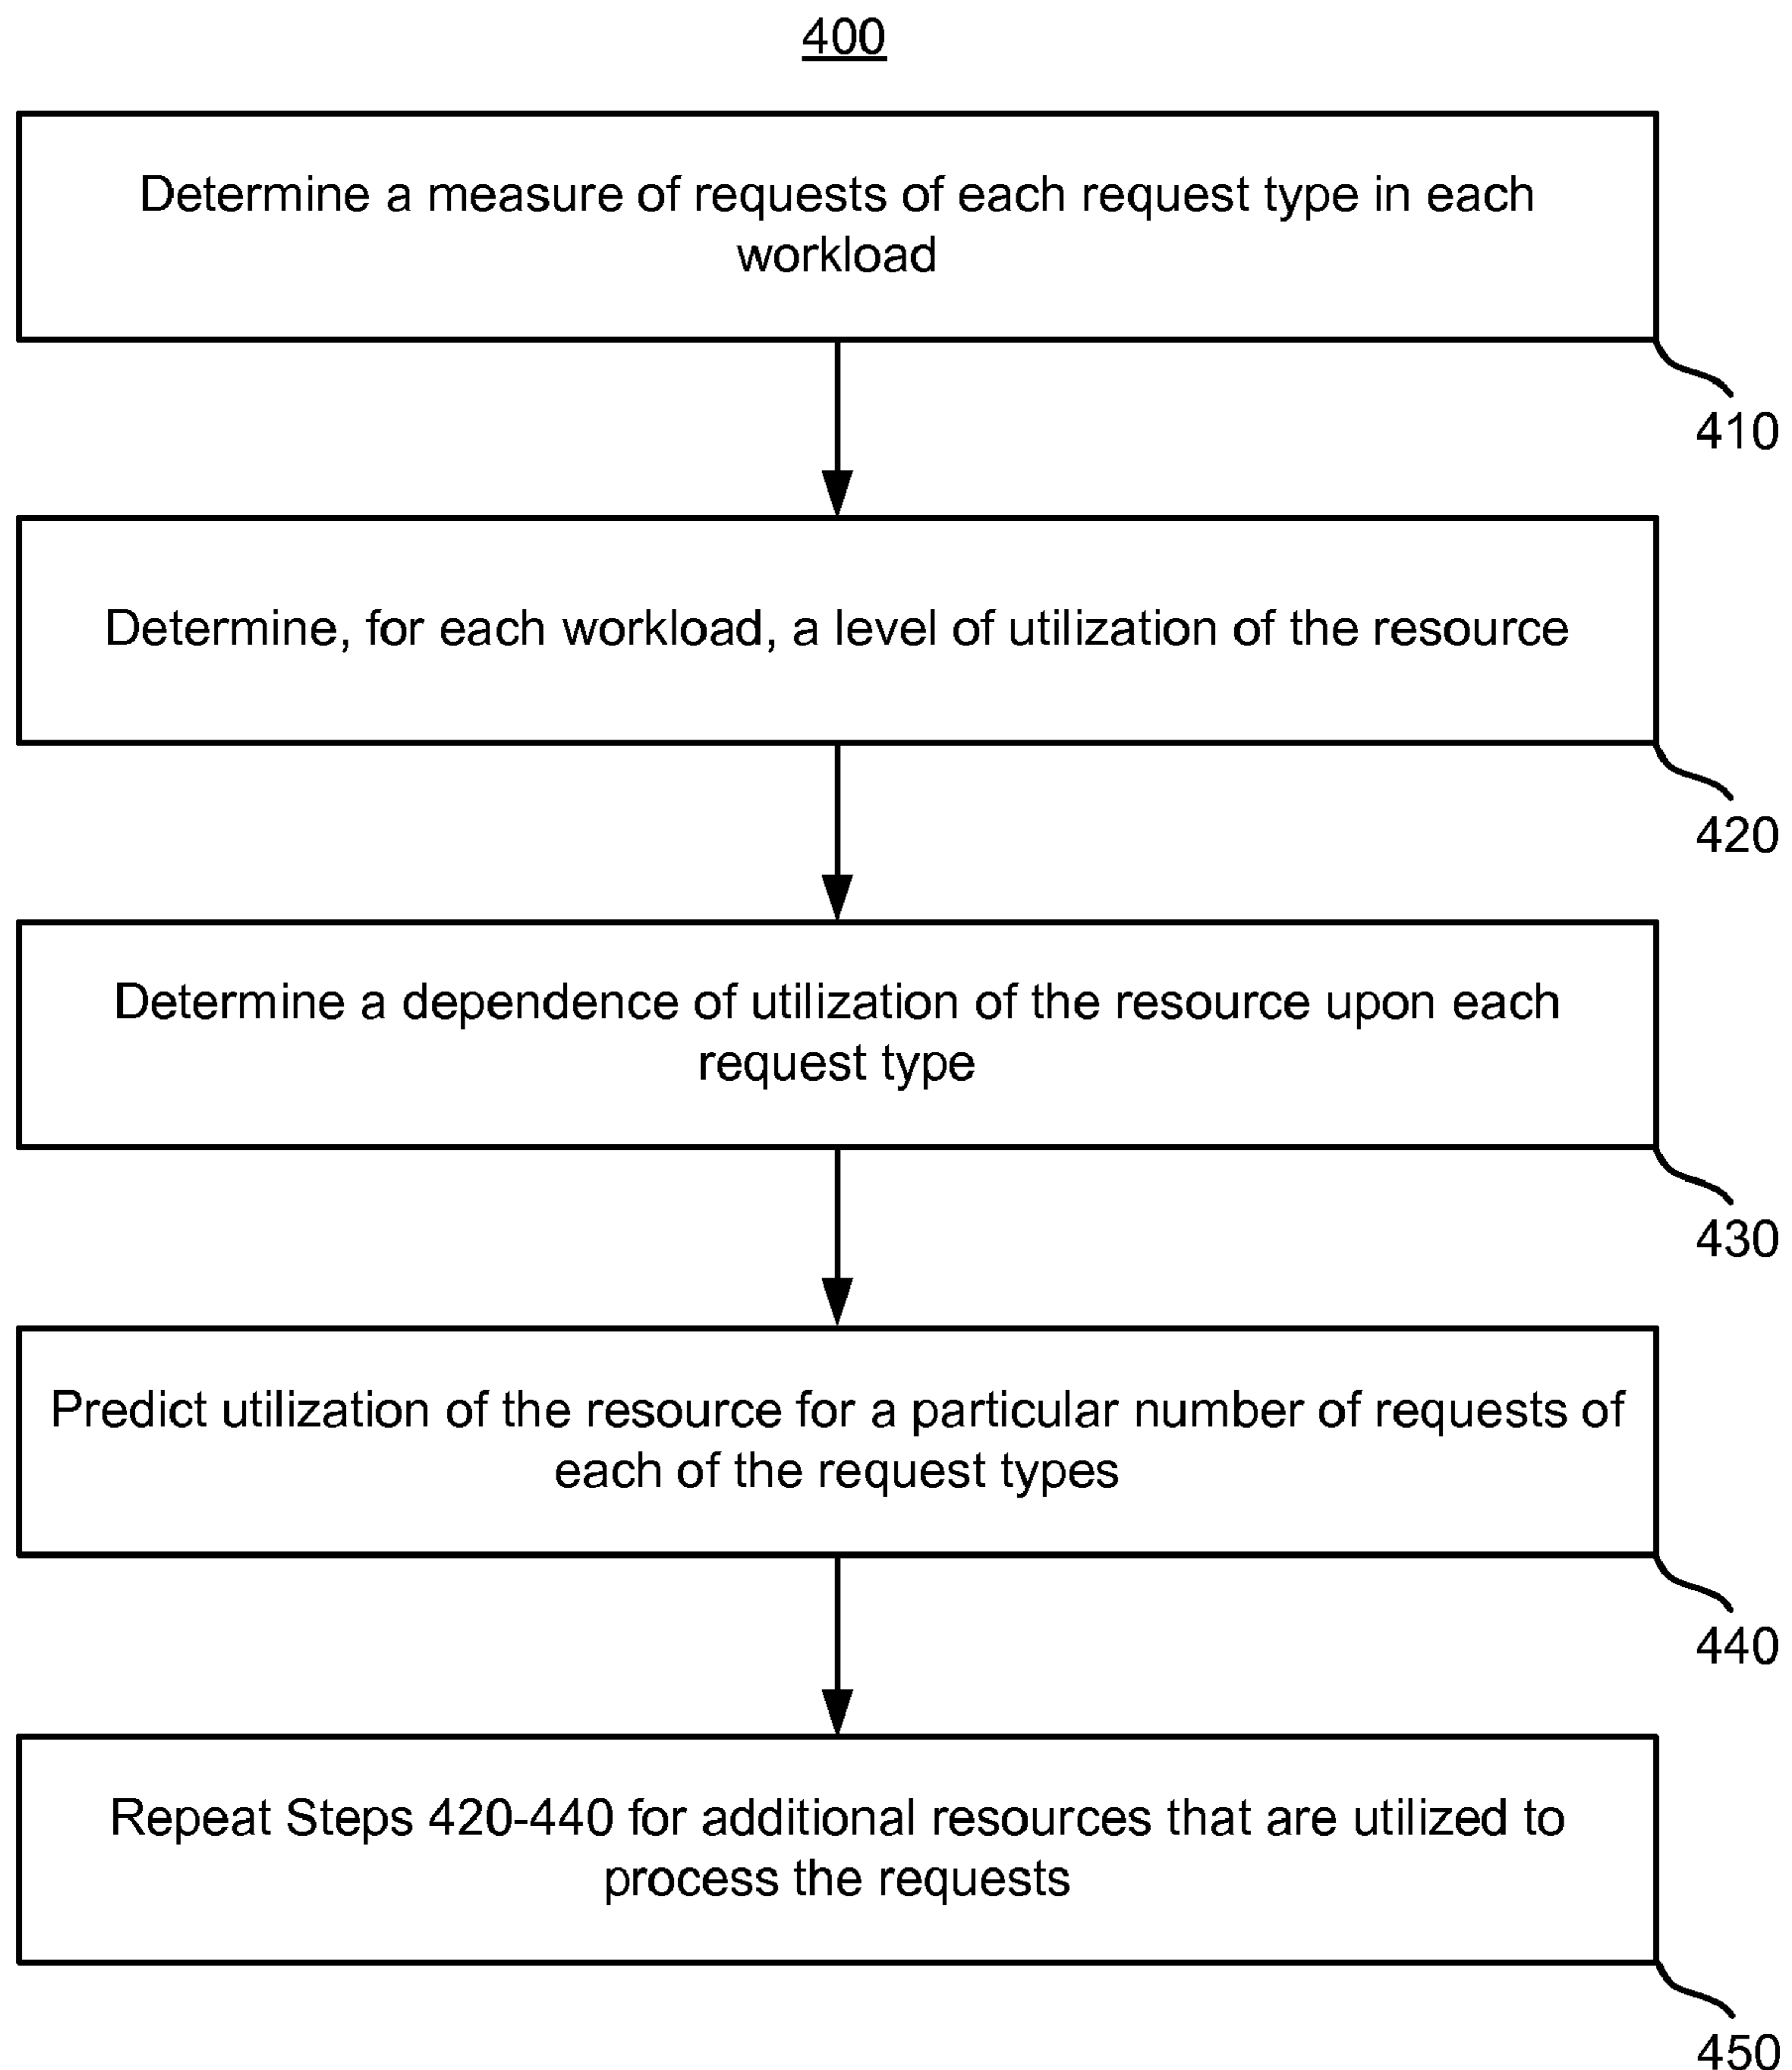 400
Determine a measure of requests of each request type in each
workload
410
Determine, for each workload, a level of utilization of the resource
420
Determine a dependence of utilization of the resource upon each
request type
430
Predict utilization of the resource for a particular number of requests of
each of the request types
440
Repeat Steps 420-440 for additional resources that are utilized to
process the requests
450